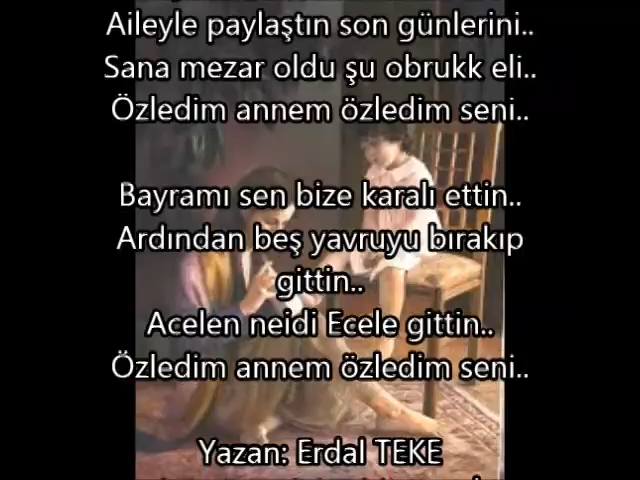 Aileyle paylaştın son günlerini..
Sana mezar oldu şu obrukk eli..
Özledim annem özledim seni..
Bayramı sen bize karalı ettin..
Ardından beş yavruyu bırakıp
gittin..
Acelen neidi Ecele gittin..
Özledim annem özledim seni..
Yazan: Erdal TEKE